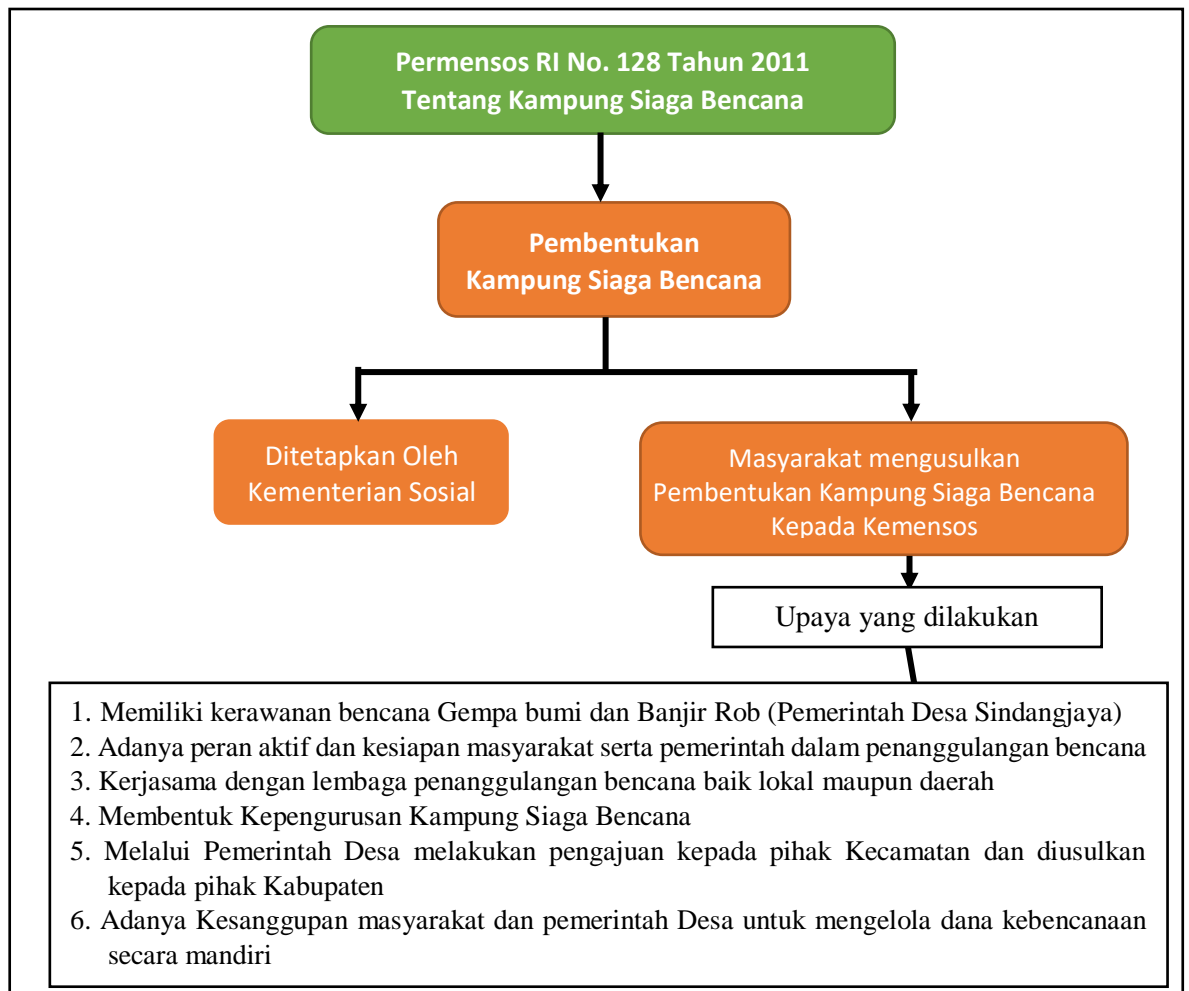 Permensos RI No. 128 Tahun 2011
Tentang Kampung Siaga Bencana
Pembentukan
Kampung Siaga Bencana
Ditetapkan Oleh
Kementerian Sosial
Masyarakat mengusulkan
Pembentukan Kampung Siaga Bencana
Kepada Kemensos
Upaya yang dilakukan
1. Memiliki kerawanan bencana Gempa bumi dan Banjir Rob (Pemerintah Desa Sindangjaya)
2. Adanya peran aktif dan kesiapan masyarakat serta pemerintah dalam penanggulangan bencana
3. Kerjasama dengan lembaga penanggulangan bencana baik lokal maupun daerah
4. Membentuk Kepengurusan Kampung Siaga Bencana
5. Melalui Pemerintah Desa melakukan pengajuan kepada pihak Kecamatan dan diusulkan
kepada pihak Kabupaten
6. Adanya Kesanggupan masyarakat dan pemerintah Desa untuk mengelola dana kebencanaan
secara mandiri